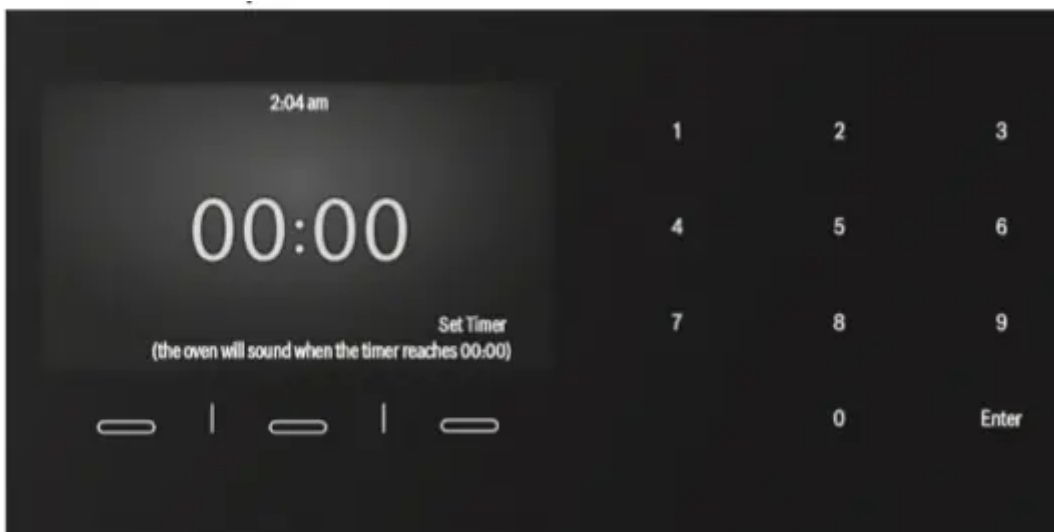 2:04 am
00:00
Set Timer
(the oven will sound when the timer reaches 00:00)
1 2 3
4 5 6
7 8 9
0 Enter